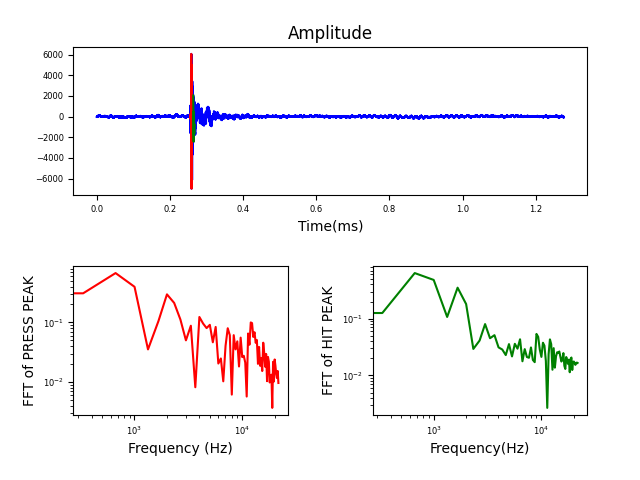 Amplitude
6000
4000
2000
0
−2000
−4000
−6000
0.0 0.2 0.4 0.6 0.8 1.0 1.2
Time(ms)
FFT of PRESS PEAK
10⁻¹
10⁻²
10³ 10⁴
Frequency (Hz)
FFT of HIT PEAK
10⁻¹
10⁻²
10³ 10⁴
Frequency(Hz)